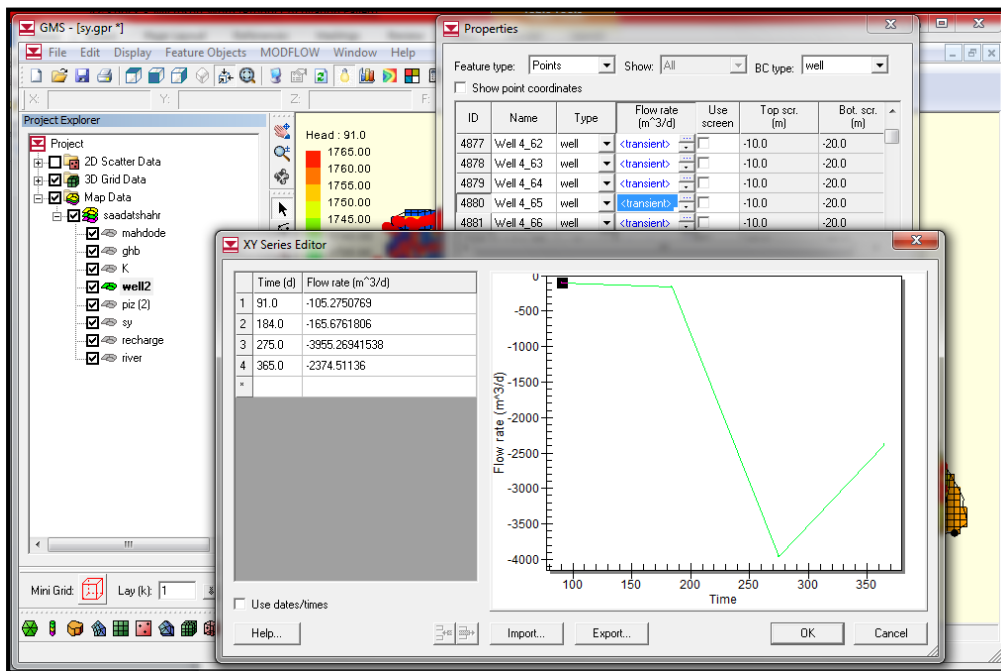 GMS - [sy.gpr *]
File Edit Display Feature Objects MODFLOW Window Help
X: Y: Z: F:
Project Explorer
Project
2D Scatter Data
3D Grid Data
Map Data
saadatshahr
mahdode
ghb
K
well2
piz (2)
sy
recharge
river
Head : 91.0
1765.00
1760.00
1755.00
1750.00
1745.00
Mini Grid: Lay (k): 1
Properties
Feature type: Points Show: All BC type: well
Show point coordinates
ID Name Type Flow rate (m^3/d) Use screen Top scr. (m) Bot. scr. (m)
4877 Well 4_62 well <transient> -10.0 -20.0
4878 Well 4_63 well <transient> -10.0 -20.0
4879 Well 4_64 well <transient> -10.0 -20.0
4880 Well 4_65 well <transient> -10.0 -20.0
4881 Well 4_66 well <transient> -10.0 -20.0
XY Series Editor
Time (d) Flow rate (m^3/d)
1 91.0 -105.2750769
2 184.0 -165.6761806
3 275.0 -3955.26941538
4 365.0 -2374.51136
*
Use dates/times
Flow rate (m^3/d)
0
-500
-1000
-1500
-2000
-2500
-3000
-3500
-4000
100 150 200 250 300 350
Time
Help... Import... Export... OK Cancel